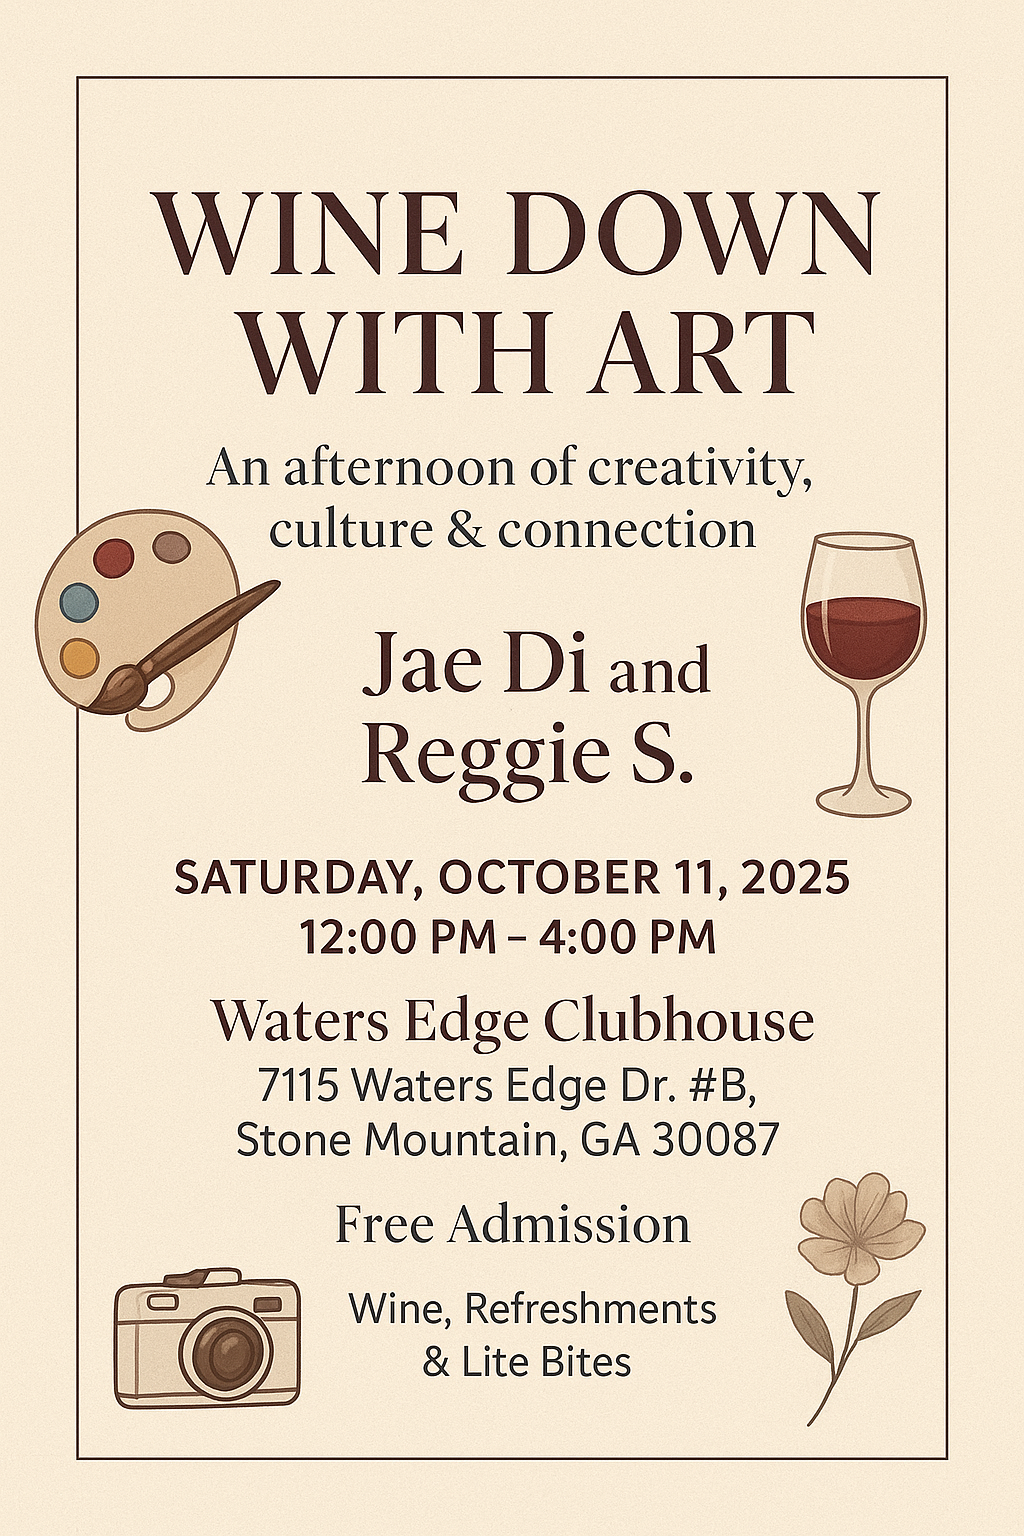 WINE DOWN
WITH ART
An afternoon of creativity,
culture & connection
Jae Di and
Reggie S.
SATURDAY, OCTOBER 11, 2025
12:00 PM – 4:00 PM
Waters Edge Clubhouse
7115 Waters Edge Dr. #B,
Stone Mountain, GA 30087
Free Admission
Wine, Refreshments
& Lite Bites